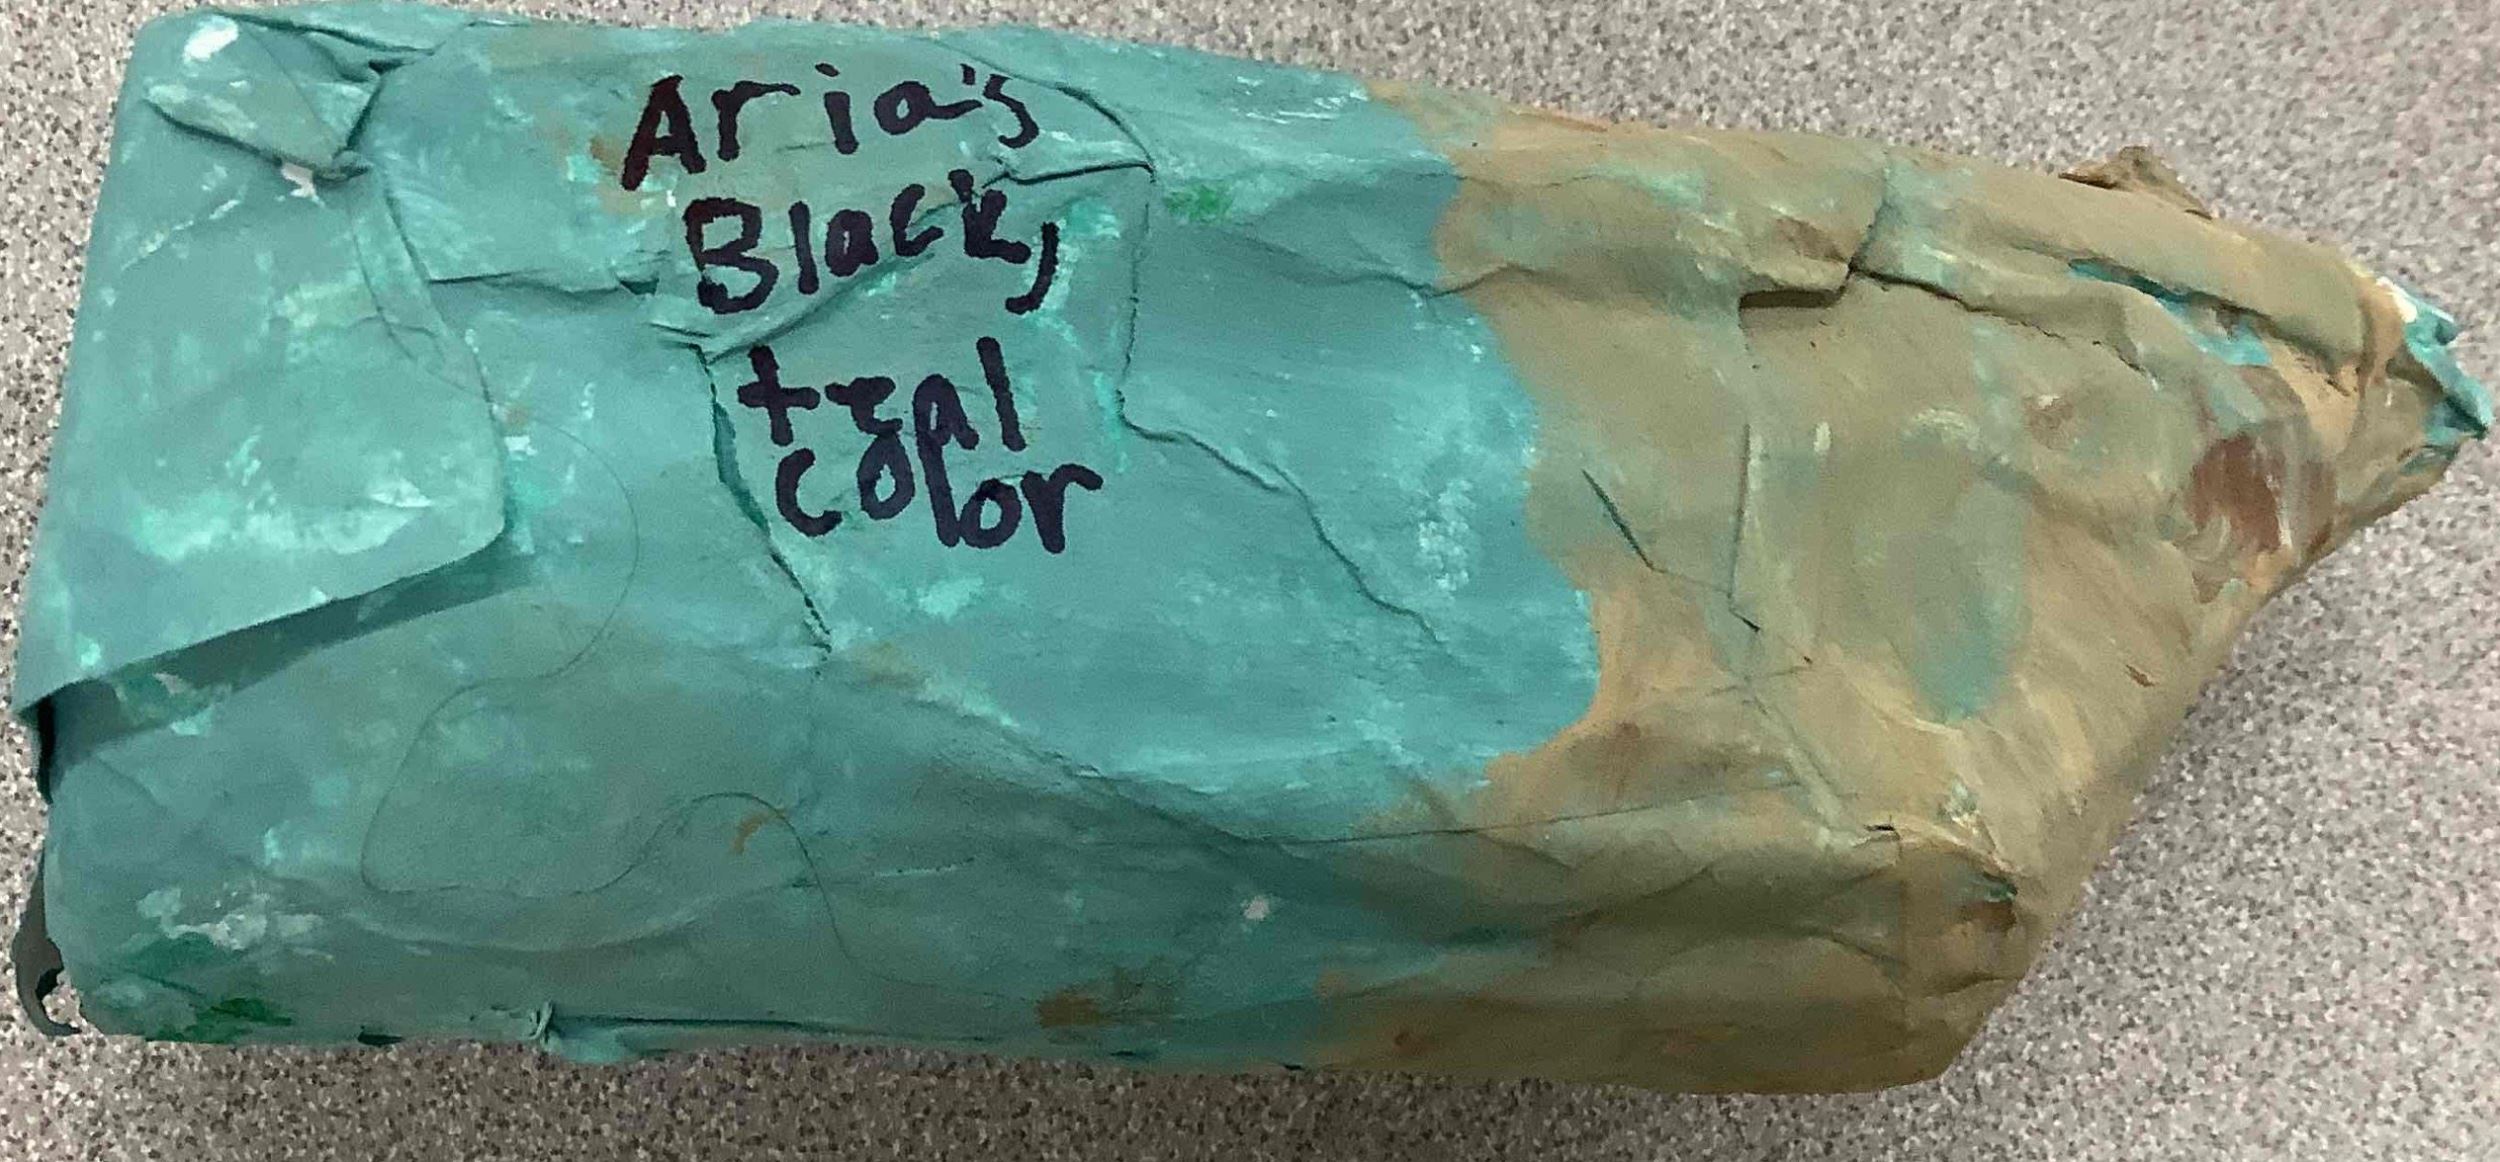 Aria's
Black,
teal
color